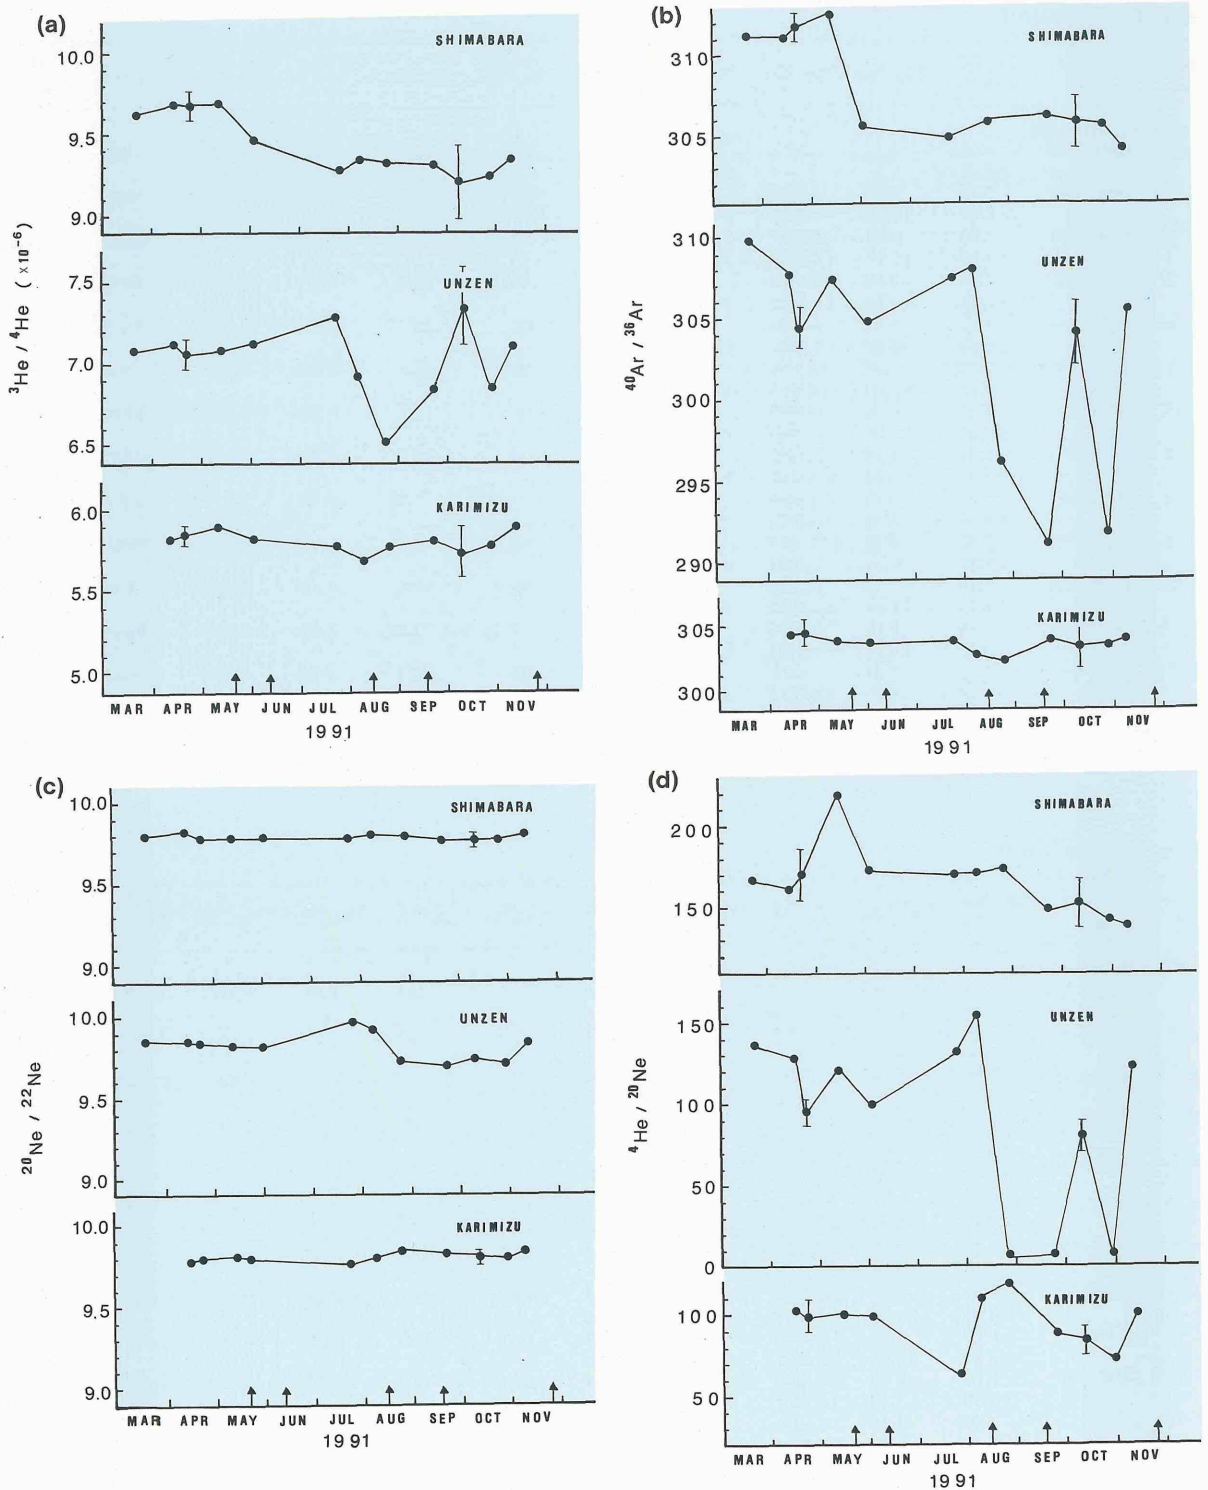 (a)
SHIMABARA
10.0
9.5
9.0
UNZEN
7.5
7.0
6.5
KARIMIZU
6.0
5.5
5.0
³He / ⁴He ( ×10⁻⁶)
MAR APR MAY JUN JUL AUG SEP OCT NOV
1991
(b)
SHIMABARA
310
305
UNZEN
310
305
300
295
290
KARIMIZU
305
300
⁴⁰Ar / ³⁶Ar
MAR APR MAY JUN JUL AUG SEP OCT NOV
1991
(c)
SHIMABARA
10.0
9.5
9.0
UNZEN
10.0
9.5
9.0
KARIMIZU
10.0
9.5
9.0
²⁰Ne / ²²Ne
MAR APR MAY JUN JUL AUG SEP OCT NOV
1991
(d)
SHIMABARA
200
150
UNZEN
150
100
50
0
KARIMIZU
100
50
⁴He / ²⁰Ne
MAR APR MAY JUN JUL AUG SEP OCT NOV
1991